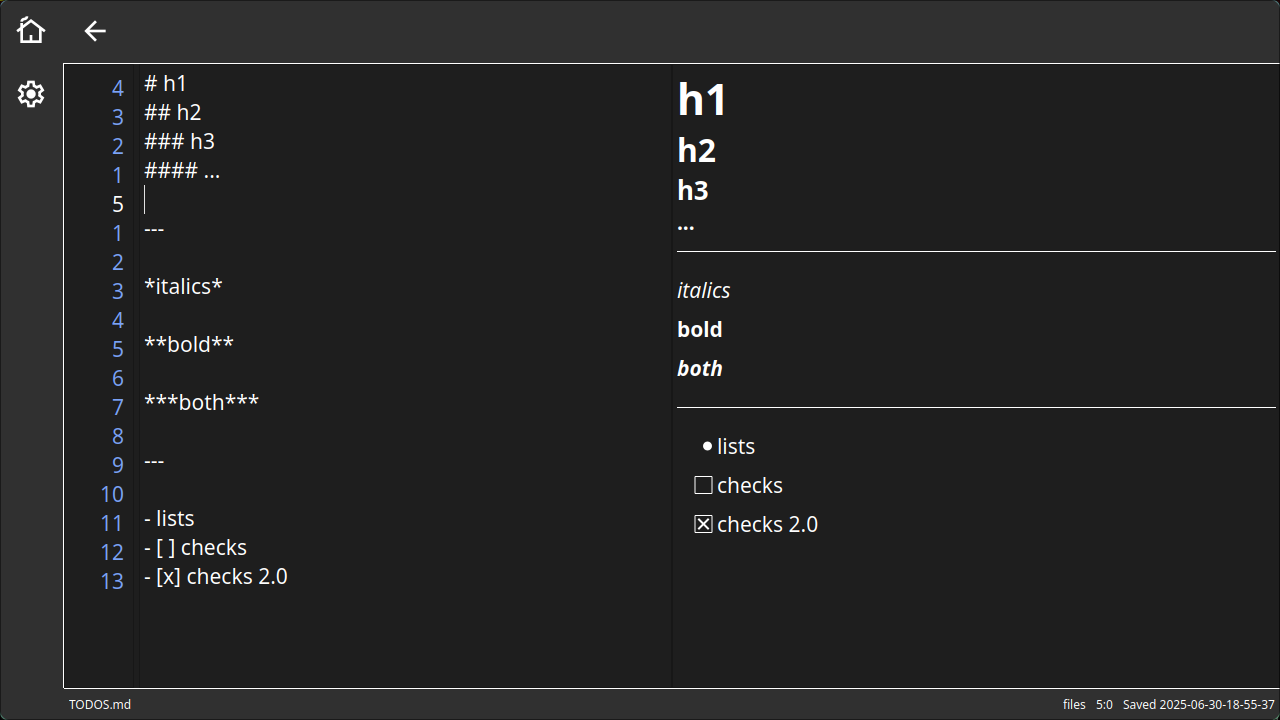 4 # h1
3 ## h2
2 ### h3
1 #### ...
5
1 ---
2
3 *italics*
4
5 **bold**
6
7 ***both***
8
9 ---
10
11 - lists
12 - [ ] checks
13 - [x] checks 2.0
h1
h2
h3
...
italics
bold
both
lists
checks
checks 2.0
TODOS.md
files 5:0 Saved 2025-06-30-18-55-37